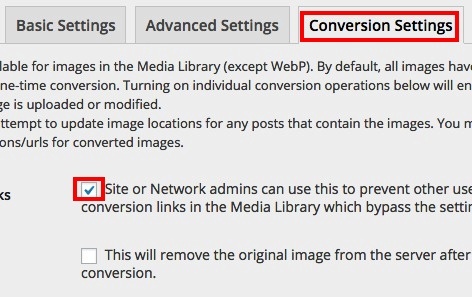 Basic Settings Advanced Settings Conversion Settings
lable for images in the Media Library (except WebP). By default, all images have
ne-time conversion. Turning on individual conversion operations below will en
ge is uploaded or modified.
ttempt to update image locations for any posts that contain the images. You m
ons/urls for converted images.
ks Site or Network admins can use this to prevent other use
conversion links in the Media Library which bypass the settin
This will remove the original image from the server after
conversion.